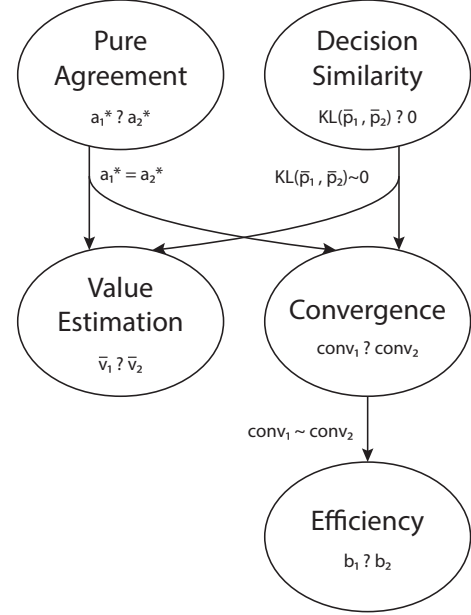 Pure
Agreement
a₁* ? a₂*
Decision
Similarity
KL(p̅₁ , p̅₂) ? 0
a₁* = a₂*
KL(p̅₁ , p̅₂)~0
Value
Estimation
v̅₁ ? v̅₂
Convergence
conv₁ ? conv₂
conv₁ ~ conv₂
Efficiency
b₁ ? b₂